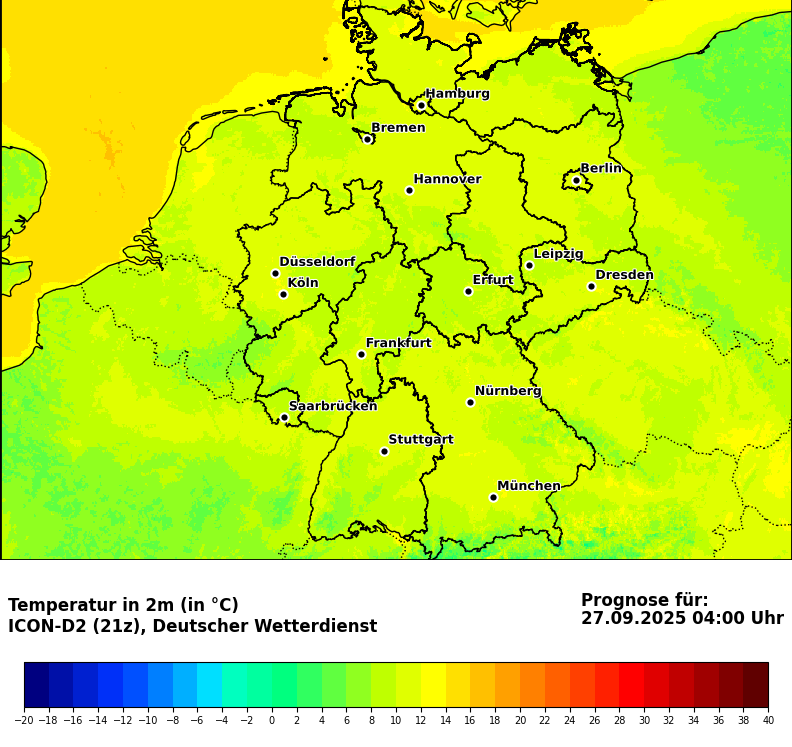 Hamburg
Bremen
Berlin
Hannover
Leipzig
Düsseldorf
Dresden
Köln
Erfurt
Frankfurt
Nürnberg
Saarbrücken
Stuttgart
München
Temperatur in 2m (in °C)
ICON-D2 (21z), Deutscher Wetterdienst
Prognose für:
27.09.2025 04:00 Uhr
−20 −18 −16 −14 −12 −10 −8 −6 −4 −2 0 2 4 6 8 10 12 14 16 18 20 22 24 26 28 30 32 34 36 38 40